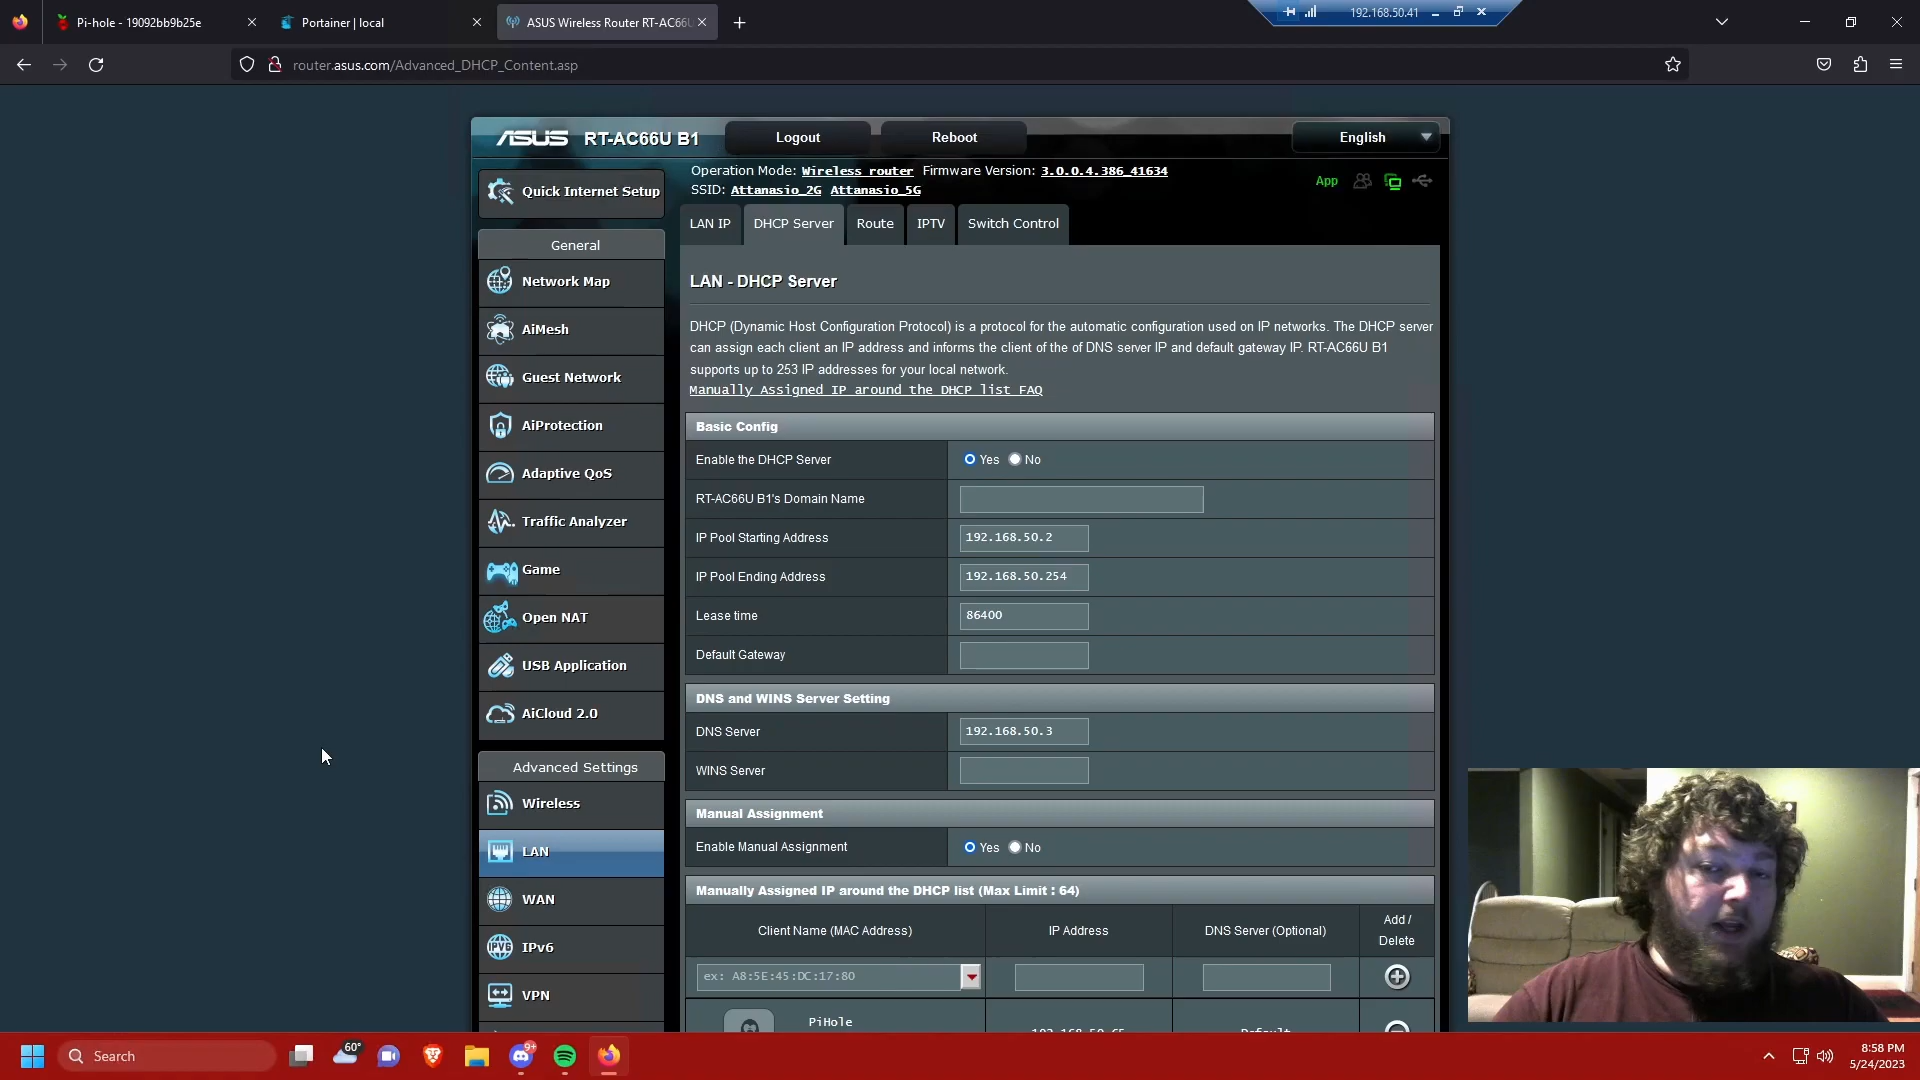 Pi-hole - 19092bb9b25e
Portainer | local
ASUS Wireless Router RT-AC66U
192.168.50.41
router.asus.com/Advanced_DHCP_Content.asp
ASUS RT-AC66U B1
Logout
Reboot
English
Operation Mode: Wireless router Firmware Version: 3.0.0.4.386_41634
SSID: Attanasio_2G Attanasio_5G
App
Quick Internet Setup
General
Network Map
AiMesh
Guest Network
AiProtection
Adaptive QoS
Traffic Analyzer
Game
Open NAT
USB Application
AiCloud 2.0
Advanced Settings
Wireless
LAN
WAN
IPv6
VPN
LAN IP
DHCP Server
Route
IPTV
Switch Control
LAN - DHCP Server
DHCP (Dynamic Host Configuration Protocol) is a protocol for the automatic configuration used on IP networks. The DHCP server
can assign each client an IP address and informs the client of the of DNS server IP and default gateway IP. RT-AC66U B1
supports up to 253 IP addresses for your local network.
Manually Assigned IP around the DHCP list FAQ
Basic Config
Enable the DHCP Server Yes No
RT-AC66U B1's Domain Name
IP Pool Starting Address 192.168.50.2
IP Pool Ending Address 192.168.50.254
Lease time 86400
Default Gateway
DNS and WINS Server Setting
DNS Server 192.168.50.3
WINS Server
Manual Assignment
Enable Manual Assignment Yes No
Manually Assigned IP around the DHCP list (Max Limit : 64)
Client Name (MAC Address)
IP Address
DNS Server (Optional)
Add /
Delete
ex: A8:5E:45:DC:17:80
PiHole
192.168.50.65
Default
Search
60°
9+
8:58 PM
5/24/2023